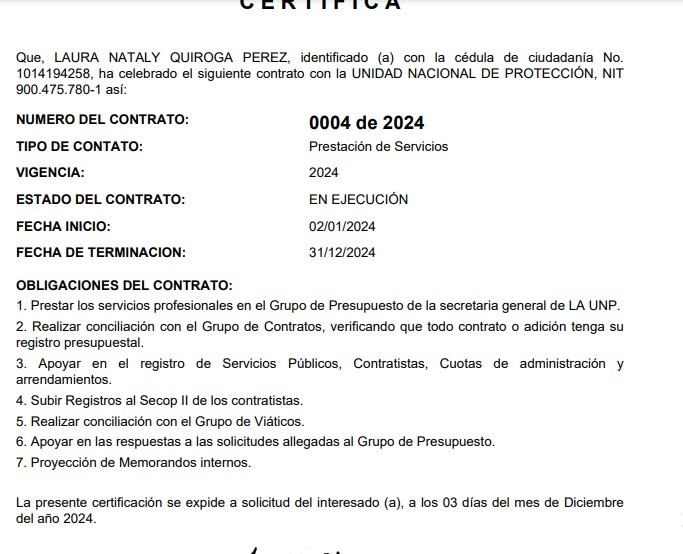 CERTIFICA
Que, LAURA NATALY QUIROGA PEREZ, identificado (a) con la cédula de ciudadanía No.
1014194258, ha celebrado el siguiente contrato con la UNIDAD NACIONAL DE PROTECCIÓN, NIT
900.475.780-1 así:
NUMERO DEL CONTRATO: 0004 de 2024
TIPO DE CONTATO: Prestación de Servicios
VIGENCIA: 2024
ESTADO DEL CONTRATO: EN EJECUCIÓN
FECHA INICIO: 02/01/2024
FECHA DE TERMINACION: 31/12/2024
OBLIGACIONES DEL CONTRATO:
1. Prestar los servicios profesionales en el Grupo de Presupuesto de la secretaria general de LA UNP.
2. Realizar conciliación con el Grupo de Contratos, verificando que todo contrato o adición tenga su
registro presupuestal.
3. Apoyar en el registro de Servicios Públicos, Contratistas, Cuotas de administración y
arrendamientos.
4. Subir Registros al Secop II de los contratistas.
5. Realizar conciliación con el Grupo de Viáticos.
6. Apoyar en las respuestas a las solicitudes allegadas al Grupo de Presupuesto.
7. Proyección de Memorandos internos.
La presente certificación se expide a solicitud del interesado (a), a los 03 días del mes de Diciembre
del año 2024.